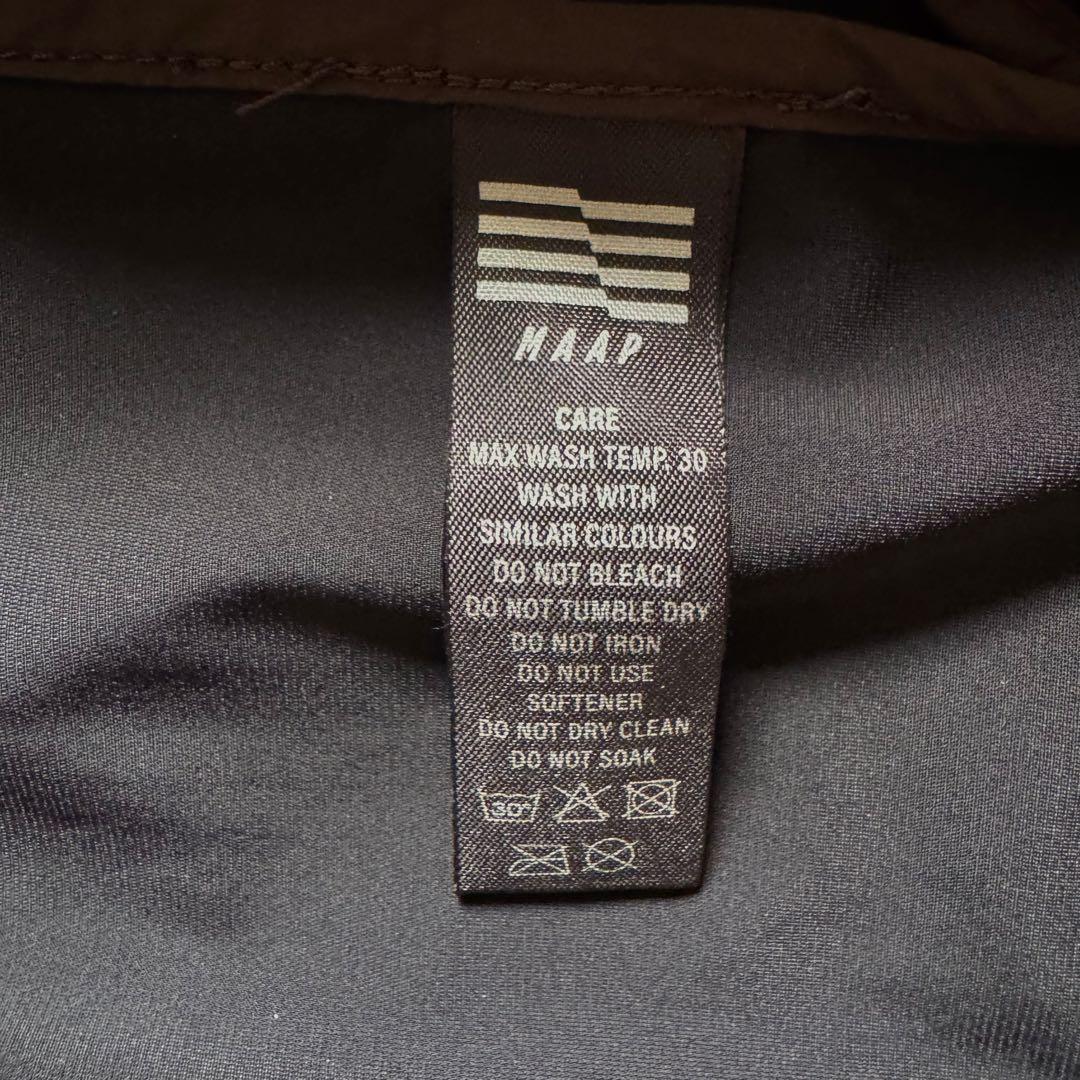 MAAP
CARE
MAX WASH TEMP: 30
WASH WITH
SIMILAR COLOURS
DO NOT BLEACH
DO NOT TUMBLE DRY
DO NOT IRON
DO NOT USE
SOFTENER
DO NOT DRY CLEAN
DO NOT SOAK
30°